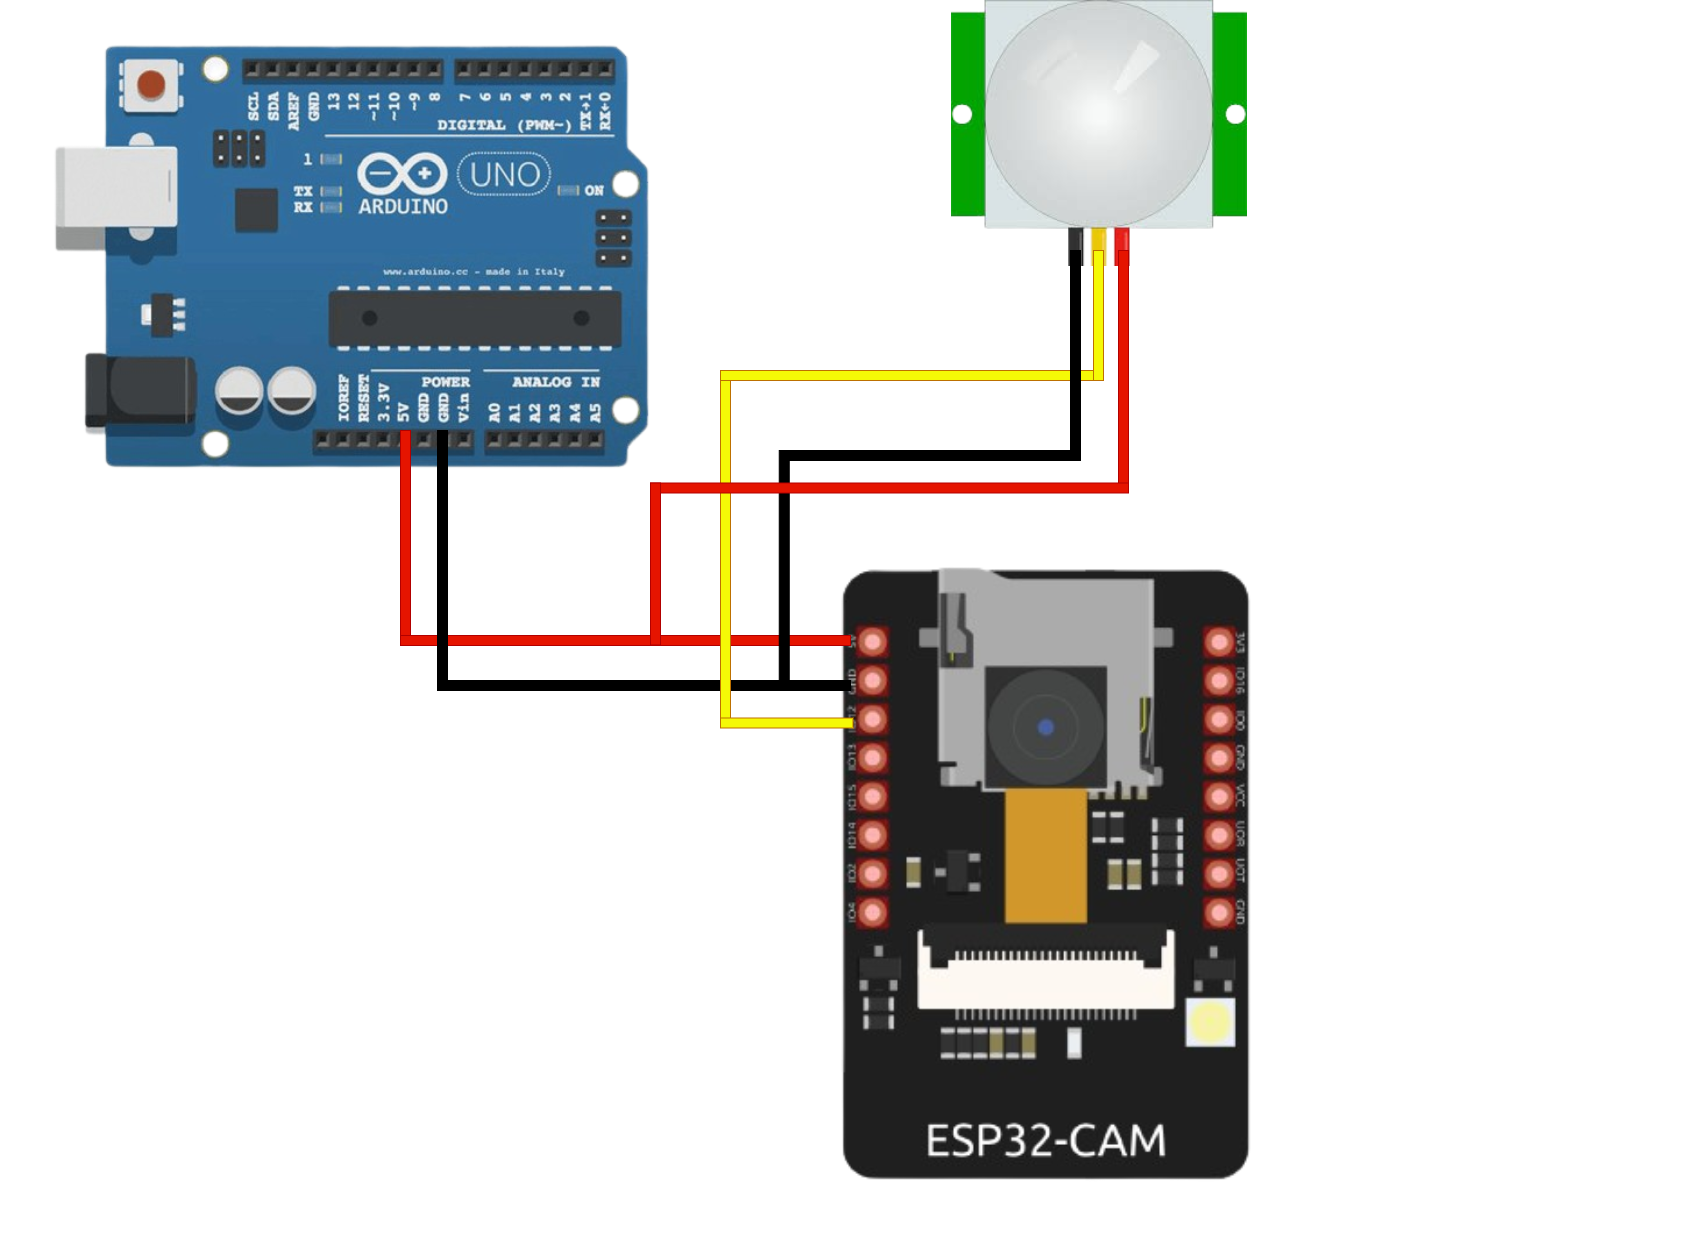 SCL
SDA
AREF
GND
13
12
~11
~10
~9
8
7
6
5
4
3
2
TX→1
RX←0
DIGITAL (PWM~)
1
TX
RX
UNO
ARDUINO
ON
www.arduino.cc - made in Italy
POWER
ANALOG IN
IOREF
RESET
3.3V
5V
GND
GND
Vin
A0
A1
A2
A3
A4
A5
IO13
IO15
IO14
IO2
IO4
3V3
IO16
IO0
GND
VCC
UOR
UOT
GND
ESP32-CAM